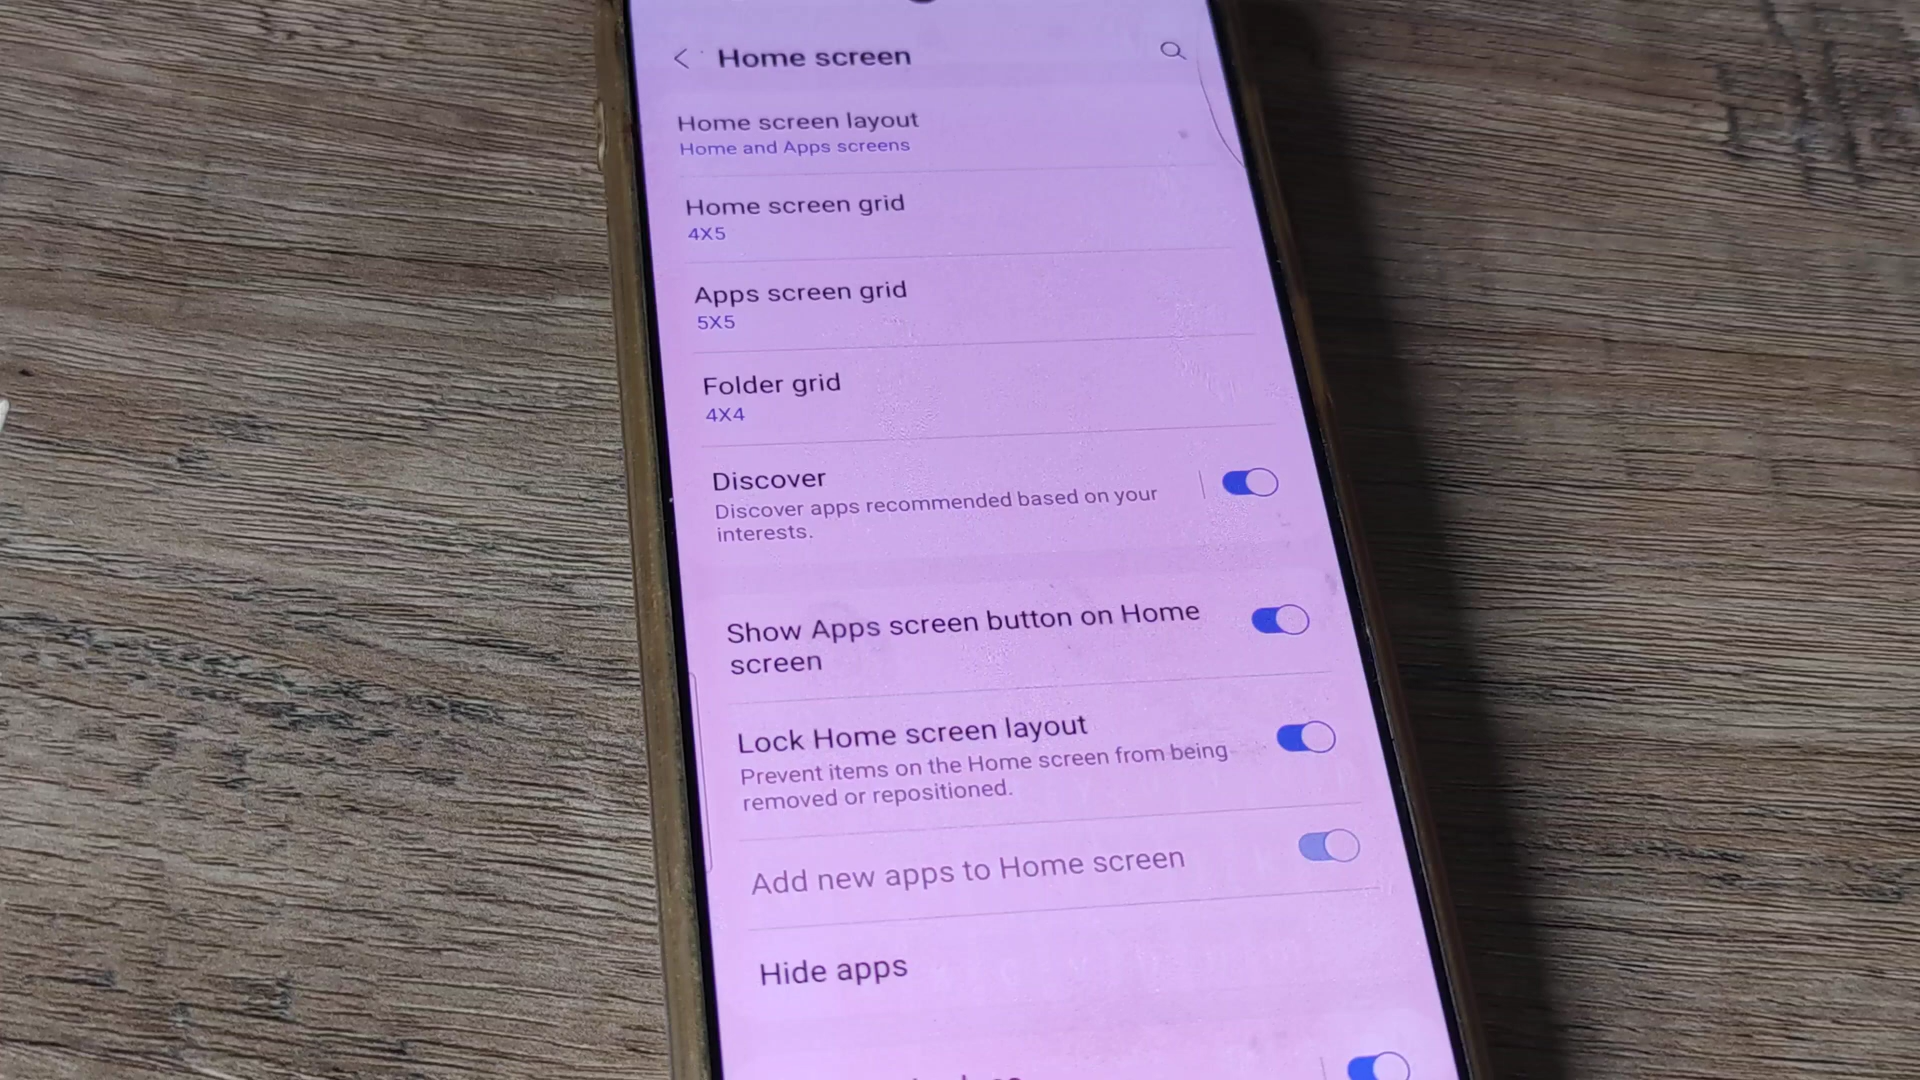 Home screen
Home screen layout
Home and Apps screens
Home screen grid
4X5
Apps screen grid
5X5
Folder grid
4X4
Discover
Discover apps recommended based on your
interests.
Show Apps screen button on Home
screen
Lock Home screen layout
Prevent items on the Home screen from being
removed or repositioned.
Add new apps to Home screen
Hide apps